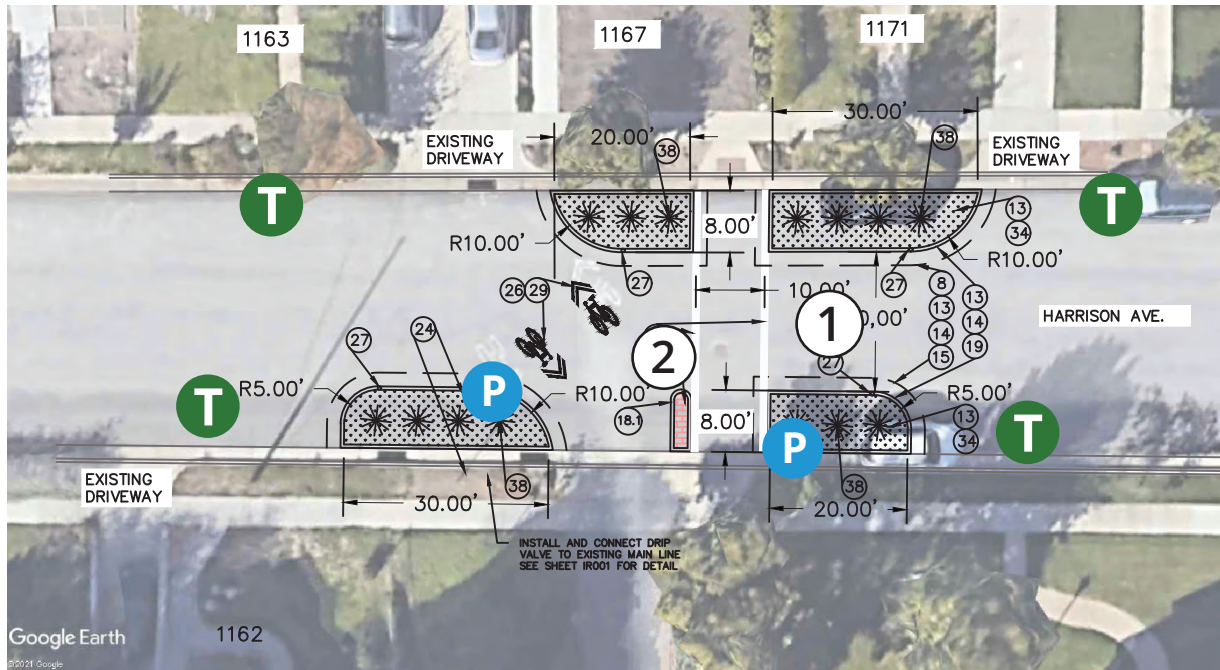 1163
1167
1171
30.00'
EXISTING
DRIVEWAY
20.00'
38
38
EXISTING
DRIVEWAY
T
T
13
34
8.00'
R10.00'
R10.00'
27
27
26 29
10.00'
8
13
13
14
14
15
19
1
HARRISON AVE.
27
24
2
27
R5.00'
P
R10.00'
R5.00'
T
18.1
8.00'
13
34
P
T
EXISTING
DRIVEWAY
38
38
30.00'
20.00'
INSTALL AND CONNECT DRIP
VALVE TO EXISTING MAIN LINE
SEE SHEET IR001 FOR DETAIL
Google Earth
1162
©2021 Google